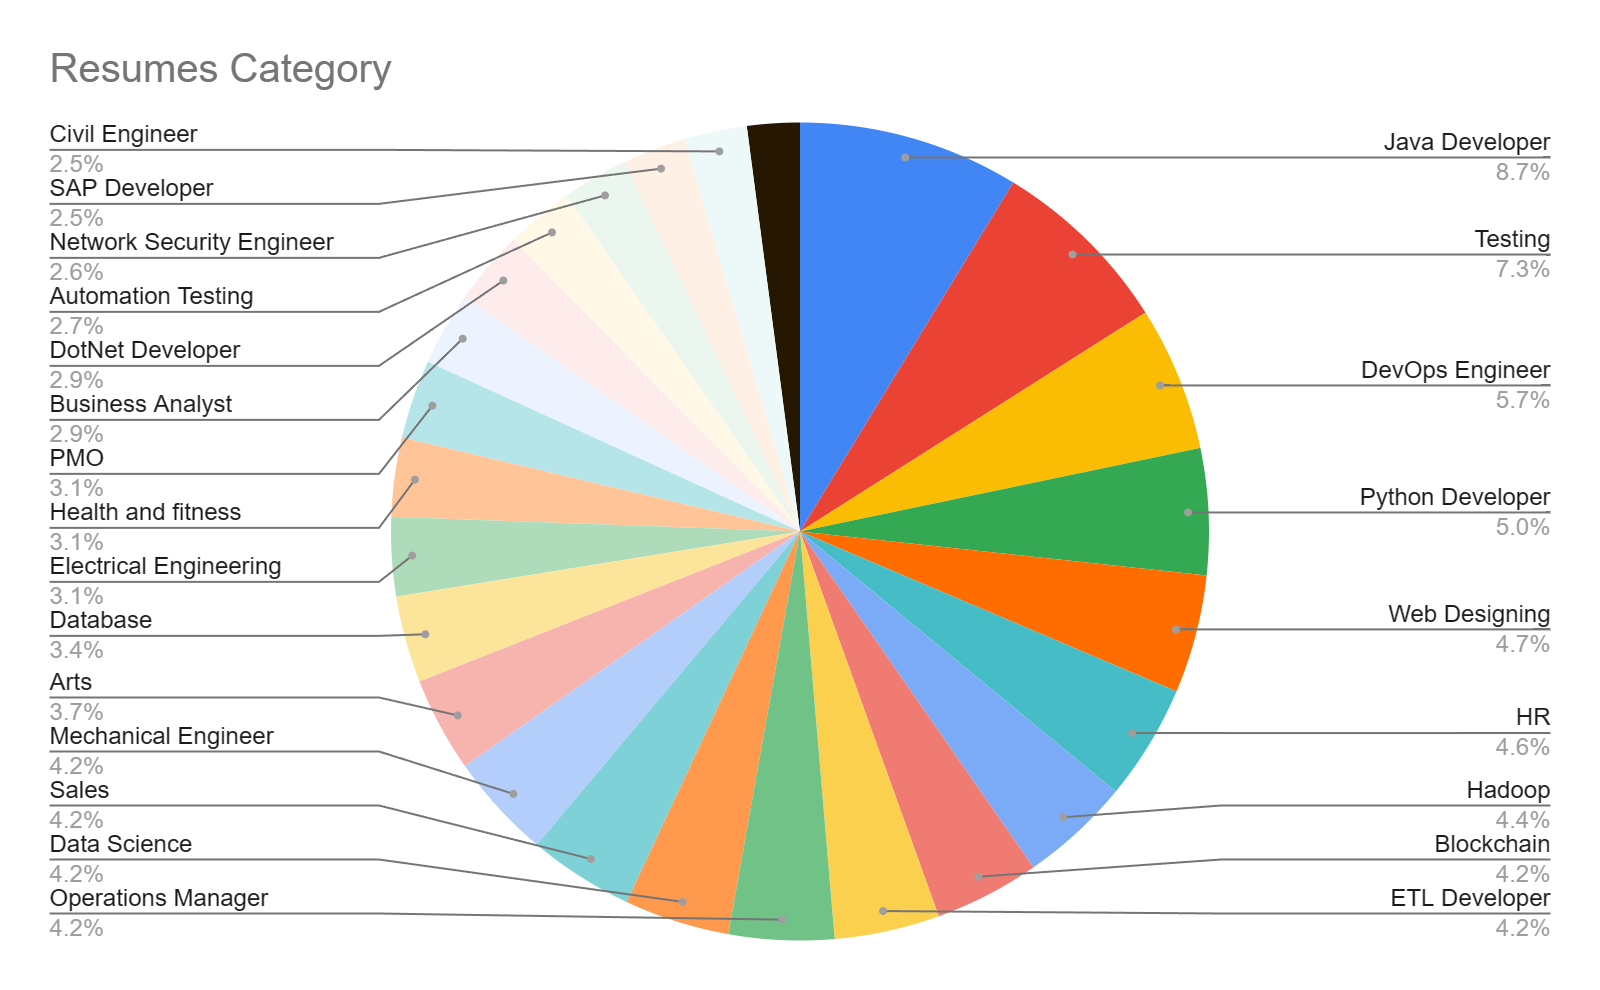 Resumes Category
Civil Engineer
2.5%
SAP Developer
2.5%
Network Security Engineer
2.6%
Automation Testing
2.7%
DotNet Developer
2.9%
Business Analyst
2.9%
PMO
3.1%
Health and fitness
3.1%
Electrical Engineering
3.1%
Database
3.4%
Arts
3.7%
Mechanical Engineer
4.2%
Sales
4.2%
Data Science
4.2%
Operations Manager
4.2%
Java Developer
8.7%
Testing
7.3%
DevOps Engineer
5.7%
Python Developer
5.0%
Web Designing
4.7%
HR
4.6%
Hadoop
4.4%
Blockchain
4.2%
ETL Developer
4.2%